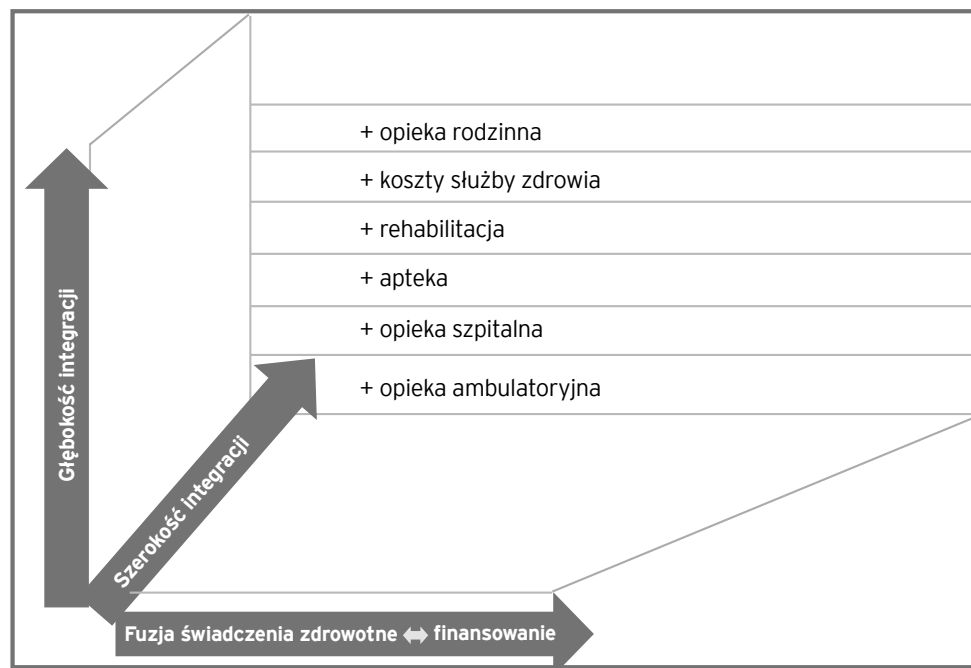 + opieka rodzinna
+ koszty służby zdrowia
+ rehabilitacja
+ apteka
+ opieka szpitalna
+ opieka ambulatoryjna
Głębokość integracji
Szerokość integracji
Fuzja świadczenia zdrowotne ⇔ finansowanie